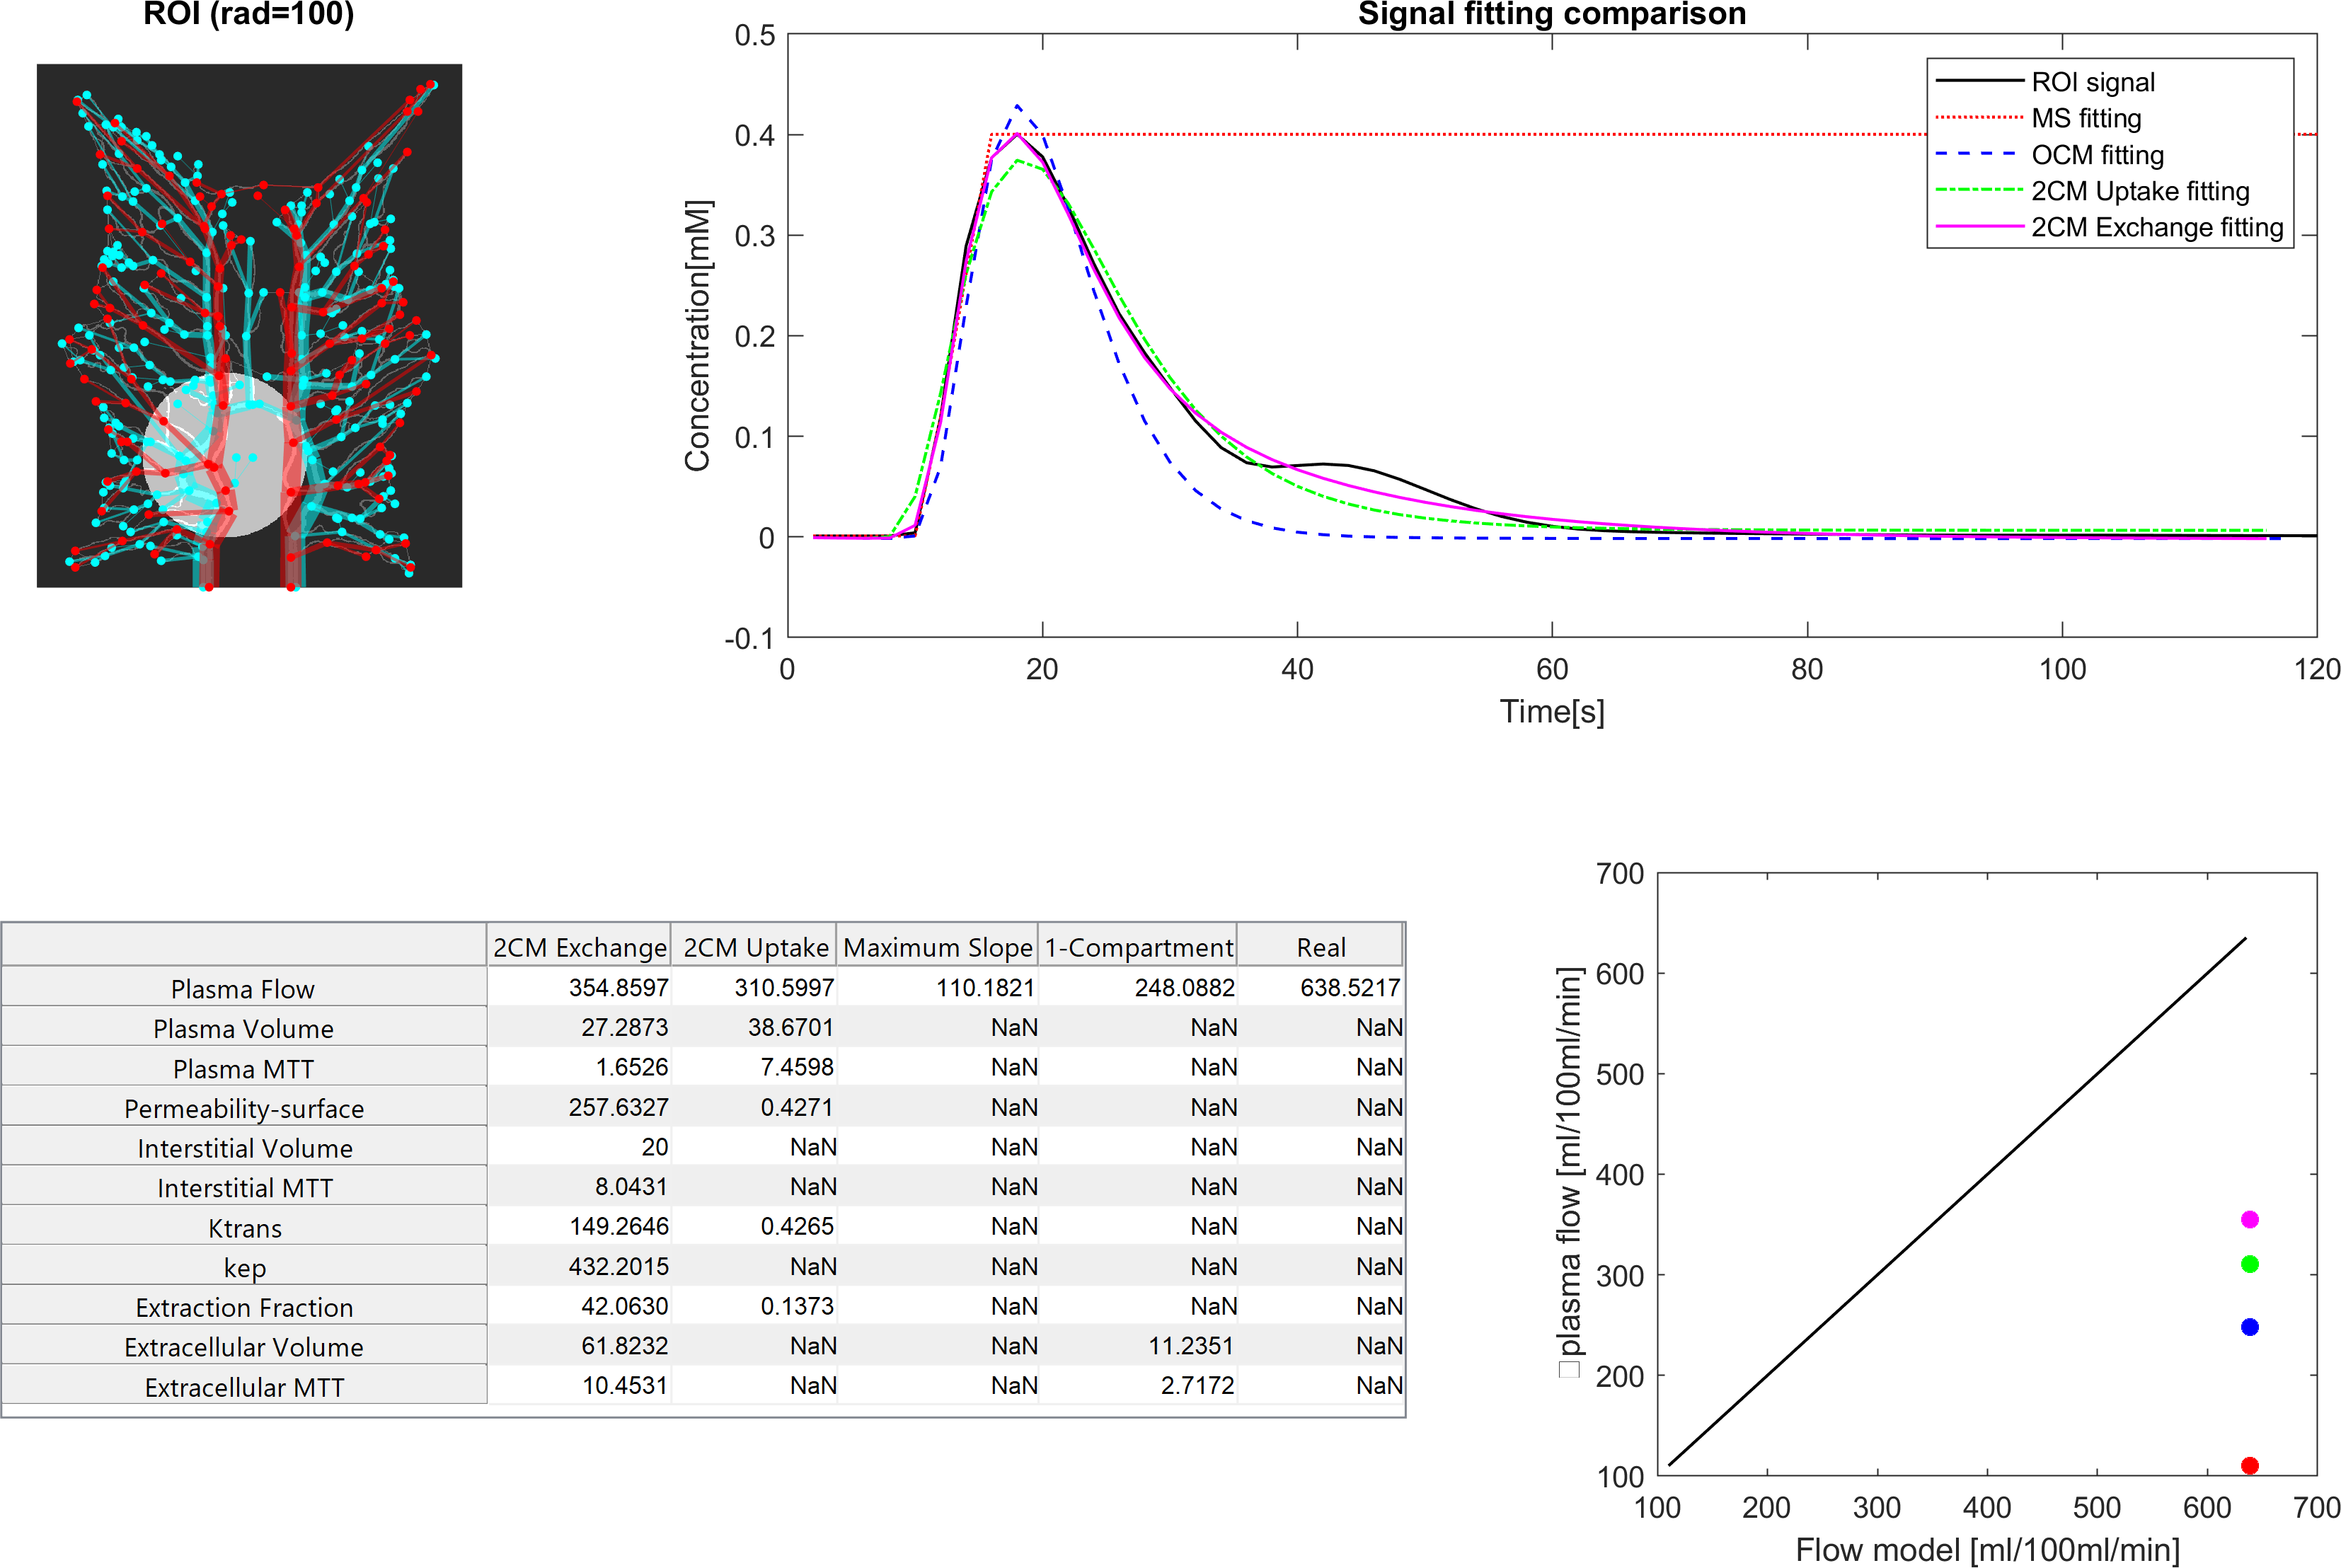 ROI (rad=100)
Signal fitting comparison
0.5
0.4
0.3
0.2
0.1
0
-0.1
Concentration[mM]
0 20 40 60 80 100 120
Time[s]
ROI signal
MS fitting
OCM fitting
2CM Uptake fitting
2CM Exchange fitting
2CM Exchange 2CM Uptake Maximum Slope 1-Compartment Real
Plasma Flow 354.8597 310.5997 110.1821 248.0882 638.5217
Plasma Volume 27.2873 38.6701 NaN NaN NaN
Plasma MTT 1.6526 7.4598 NaN NaN NaN
Permeability-surface 257.6327 0.4271 NaN NaN NaN
Interstitial Volume 20 NaN NaN NaN NaN
Interstitial MTT 8.0431 NaN NaN NaN NaN
Ktrans 149.2646 0.4265 NaN NaN NaN
kep 432.2015 NaN NaN NaN NaN
Extraction Fraction 42.0630 0.1373 NaN NaN NaN
Extracellular Volume 61.8232 NaN NaN 11.2351 NaN
Extracellular MTT 10.4531 NaN NaN 2.7172 NaN
700
600
500
400
300
200
100
□plasma flow [ml/100ml/min]
100 200 300 400 500 600 700
Flow model [ml/100ml/min]